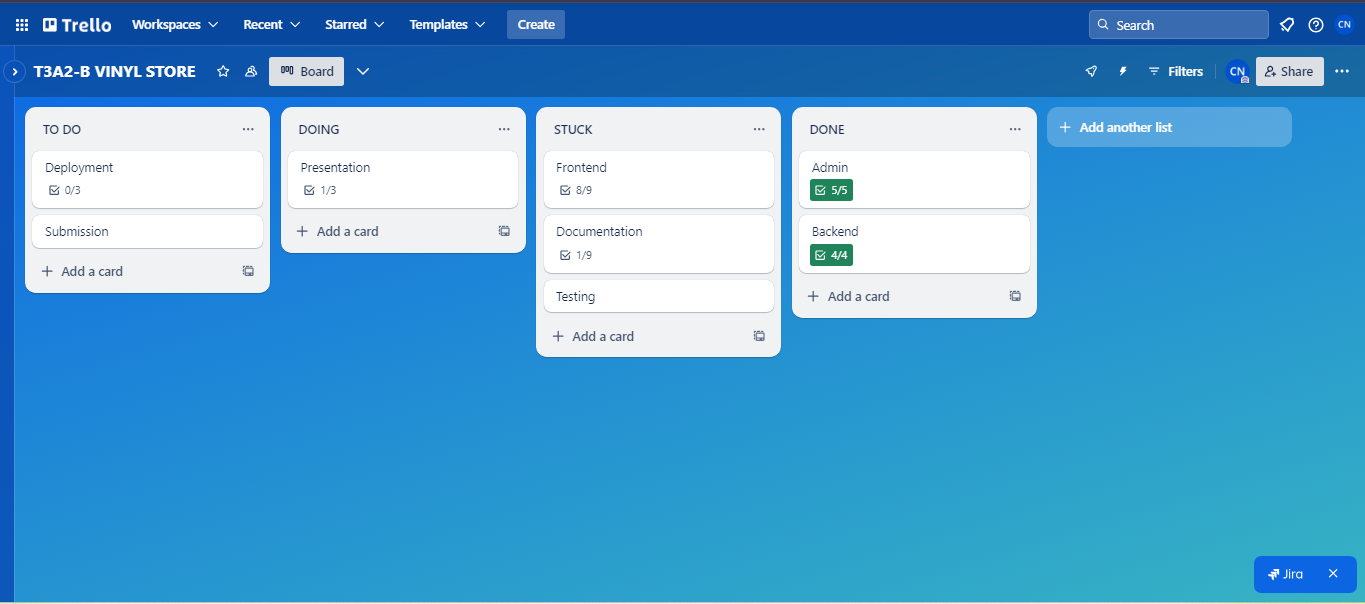 Trello Workspaces Recent Starred Templates Create Search CN
T3A2-B VINYL STORE Board Filters CN Share
TO DO
Deployment
0/3
Submission
Add a card
DOING
Presentation
1/3
Add a card
STUCK
Frontend
8/9
Documentation
1/9
Testing
Add a card
DONE
Admin
5/5
Backend
4/4
Add a card
Add another list
Jira